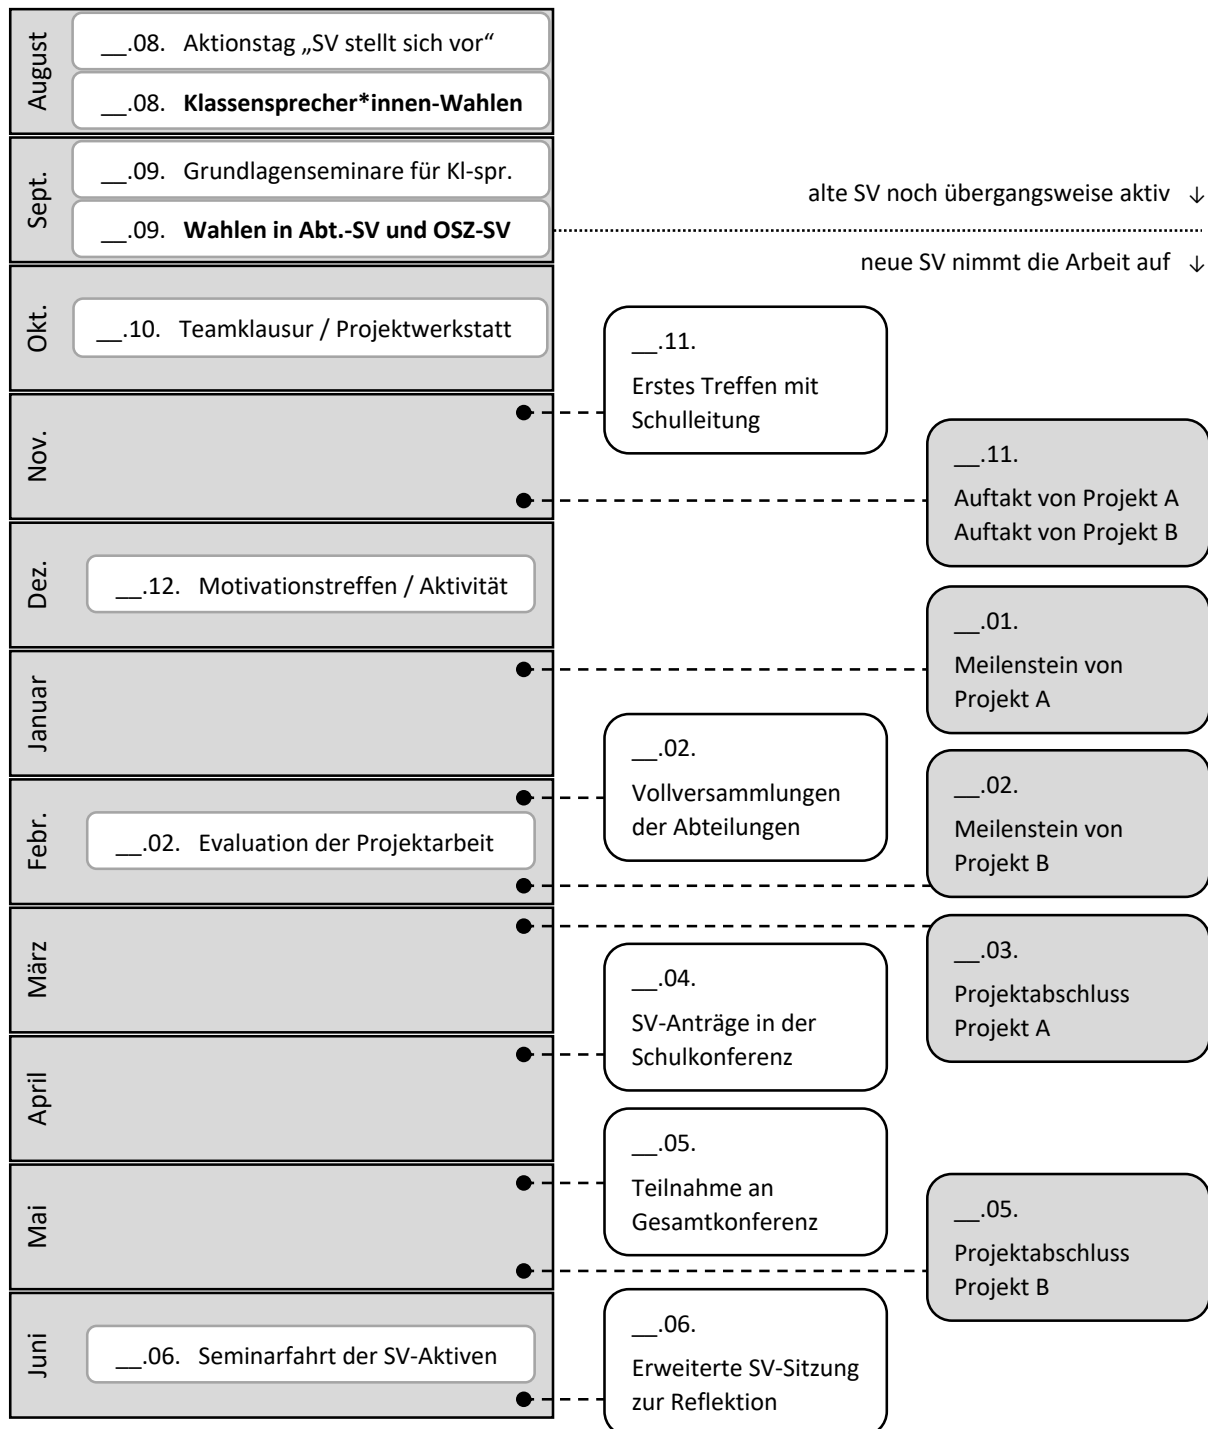 August
__.08. Aktionstag „SV stellt sich vor“
__.08. Klassensprecher*innen-Wahlen
Sept.
__.09. Grundlagenseminare für Kl-spr.
__.09. Wahlen in Abt.-SV und OSZ-SV
alte SV noch übergangsweise aktiv ↓
neue SV nimmt die Arbeit auf ↓
Okt.
__.10. Teamklausur / Projektwerkstatt
__.11.
Erstes Treffen mit
Schulleitung
Nov.
__.11.
Auftakt von Projekt A
Auftakt von Projekt B
Dez.
__.12. Motivationstreffen / Aktivität
__.01.
Meilenstein von
Projekt A
Januar
__.02.
Vollversammlungen
der Abteilungen
__.02.
Meilenstein von
Projekt B
Febr.
__.02. Evaluation der Projektarbeit
März
__.03.
Projektabschluss
Projekt A
__.04.
SV-Anträge in der
Schulkonferenz
April
__.05.
Teilnahme an
Gesamtkonferenz
Mai
__.05.
Projektabschluss
Projekt B
Juni
__.06. Seminarfahrt der SV-Aktiven
__.06.
Erweiterte SV-Sitzung
zur Reflektion